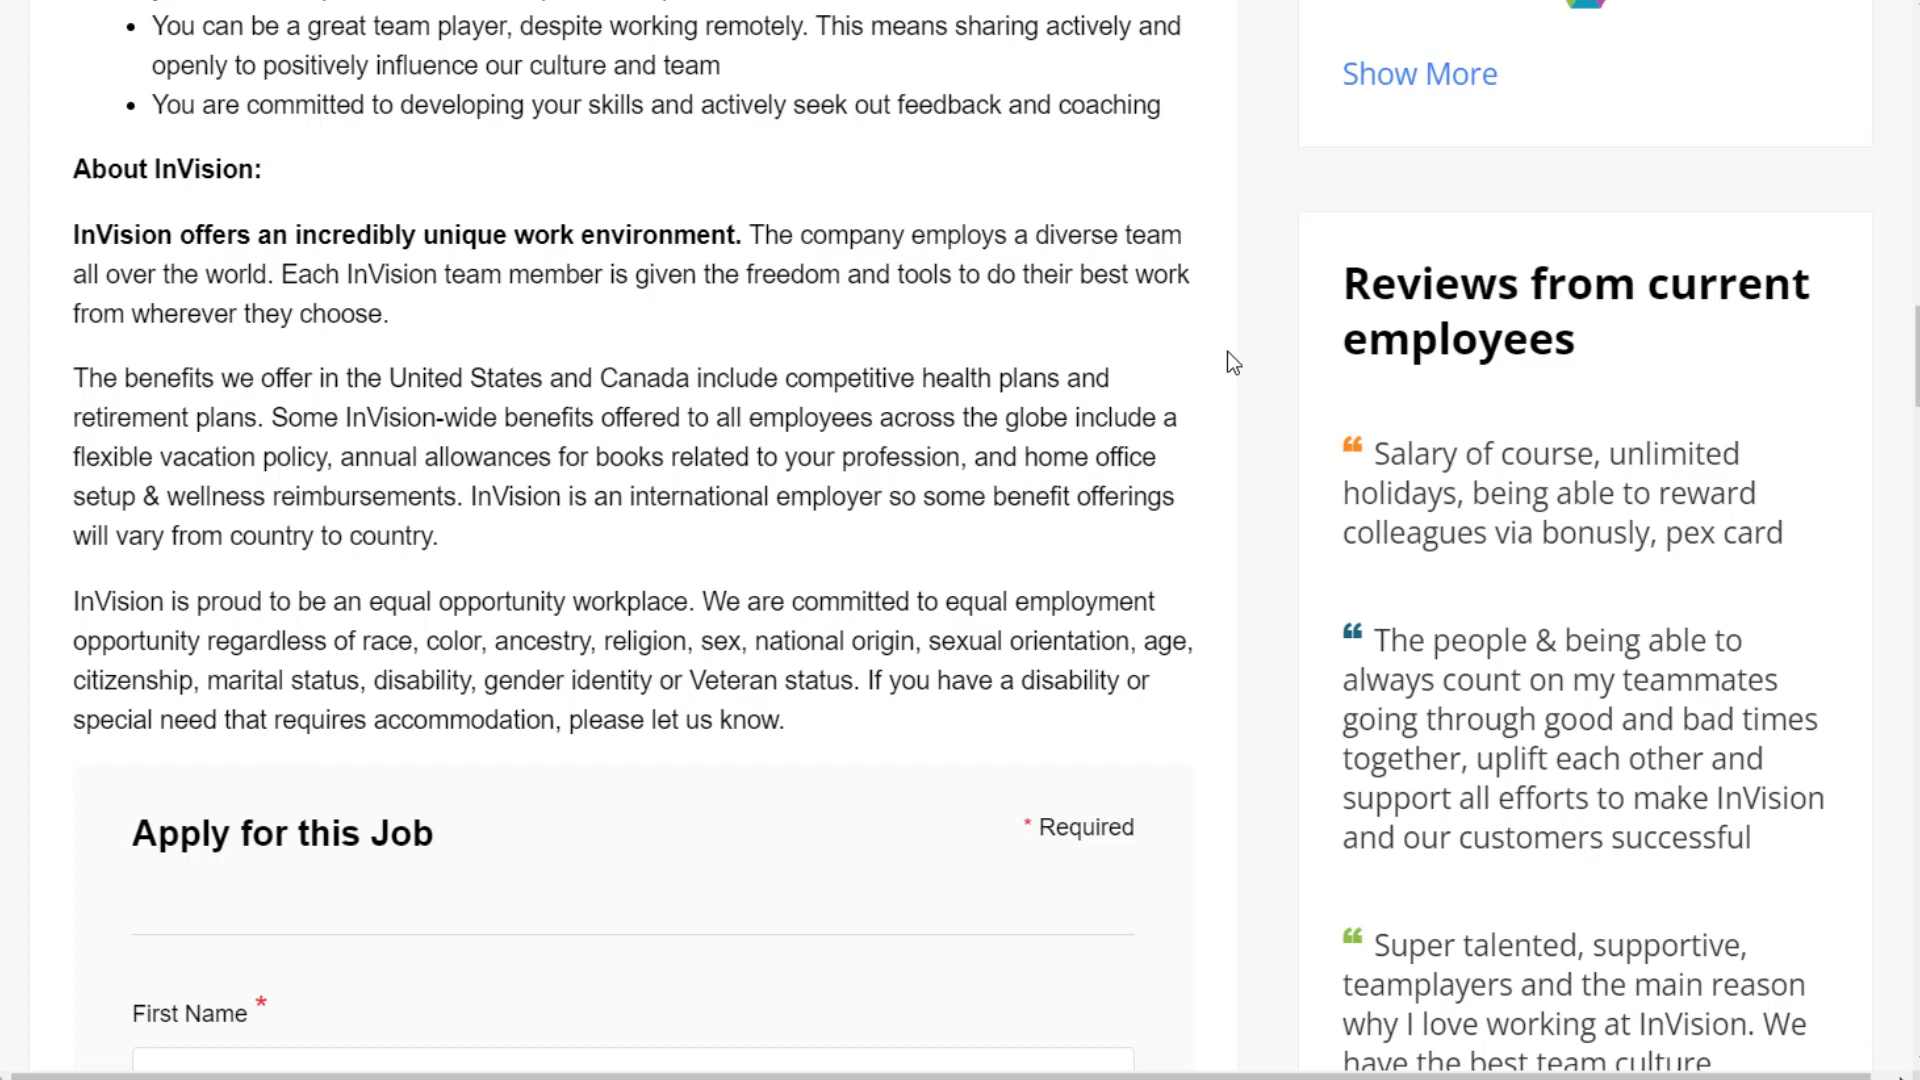 You can be a great team player, despite working remotely. This means sharing actively and
openly to positively influence our culture and team
You are committed to developing your skills and actively seek out feedback and coaching
About InVision:
InVision offers an incredibly unique work environment. The company employs a diverse team
all over the world. Each InVision team member is given the freedom and tools to do their best work
from wherever they choose.
The benefits we offer in the United States and Canada include competitive health plans and
retirement plans. Some InVision-wide benefits offered to all employees across the globe include a
flexible vacation policy, annual allowances for books related to your profession, and home office
setup & wellness reimbursements. InVision is an international employer so some benefit offerings
will vary from country to country.
InVision is proud to be an equal opportunity workplace. We are committed to equal employment
opportunity regardless of race, color, ancestry, religion, sex, national origin, sexual orientation, age,
citizenship, marital status, disability, gender identity or Veteran status. If you have a disability or
special need that requires accommodation, please let us know.
Apply for this Job
* Required
First Name *
Show More
Reviews from current
employees
❝ Salary of course, unlimited
holidays, being able to reward
colleagues via bonusly, pex card
❝ The people & being able to
always count on my teammates
going through good and bad times
together, uplift each other and
support all efforts to make InVision
and our customers successful
❝ Super talented, supportive,
teamplayers and the main reason
why I love working at InVision. We
have the best team culture